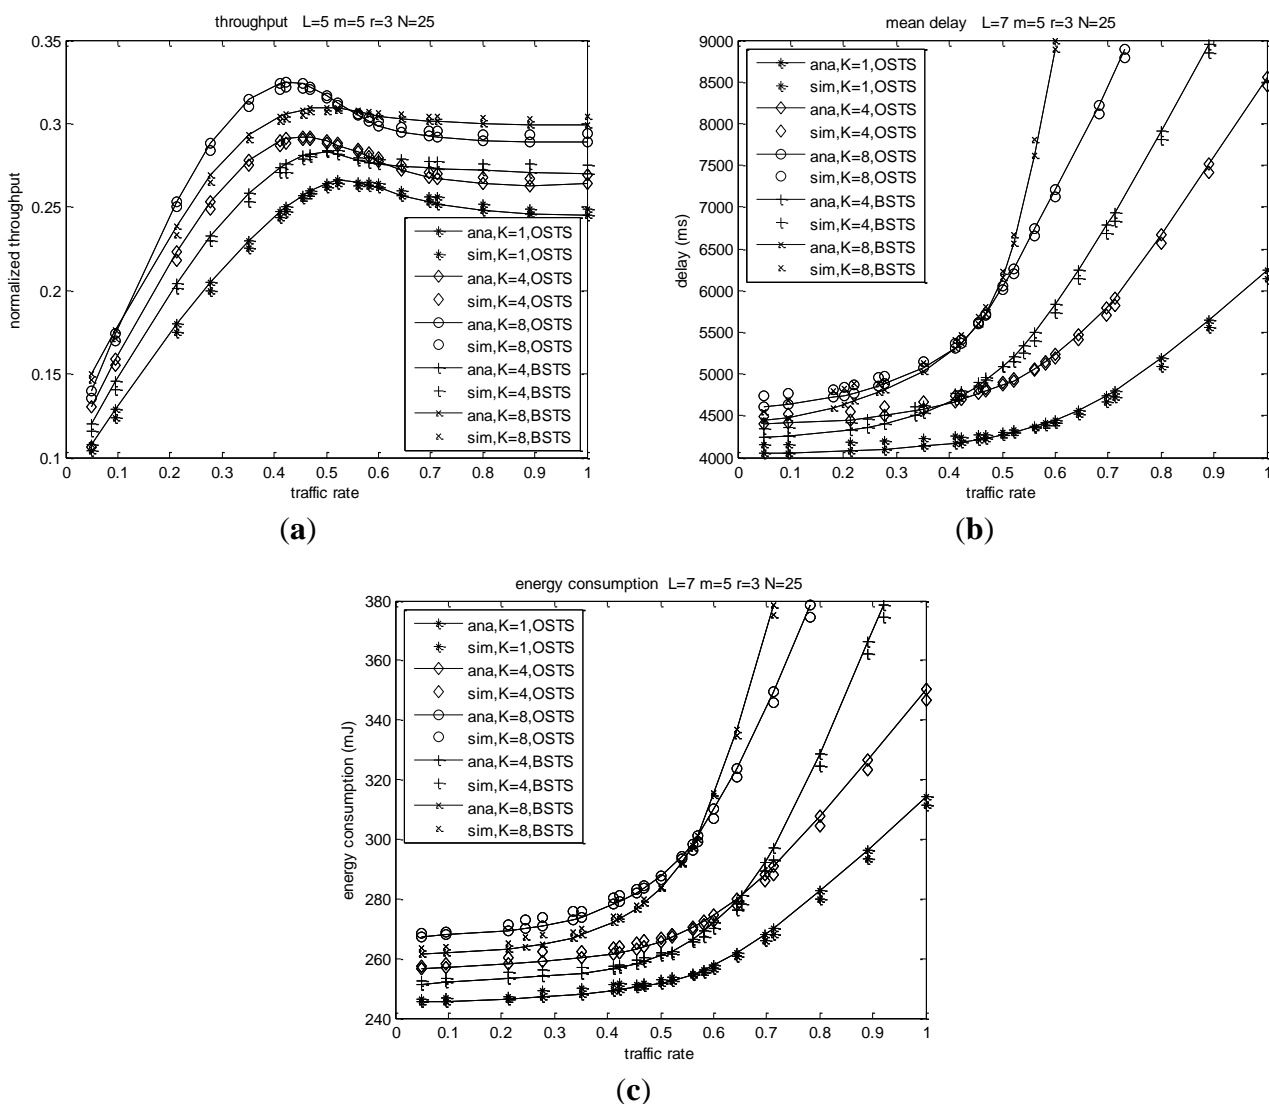 throughput L=5 m=5 r=3 N=25
normalized throughput
0.35
0.3
0.25
0.2
0.15
0.1
0 0.1 0.2 0.3 0.4 0.5 0.6 0.7 0.8 0.9 1
traffic rate
ana,K=1,OSTS
sim,K=1,OSTS
ana,K=4,OSTS
sim,K=4,OSTS
ana,K=8,OSTS
sim,K=8,OSTS
ana,K=4,BSTS
sim,K=4,BSTS
ana,K=8,BSTS
sim,K=8,BSTS
(a)
mean delay L=7 m=5 r=3 N=25
delay (ms)
9000
8500
8000
7500
7000
6500
6000
5500
5000
4500
4000
0 0.1 0.2 0.3 0.4 0.5 0.6 0.7 0.8 0.9 1
traffic rate
ana,K=1,OSTS
sim,K=1,OSTS
ana,K=4,OSTS
sim,K=4,OSTS
ana,K=8,OSTS
sim,K=8,OSTS
ana,K=4,BSTS
sim,K=4,BSTS
ana,K=8,BSTS
sim,K=8,BSTS
(b)
energy consumption L=7 m=5 r=3 N=25
energy consumption (mJ)
380
360
340
320
300
280
260
240
0 0.1 0.2 0.3 0.4 0.5 0.6 0.7 0.8 0.9 1
traffic rate
ana,K=1,OSTS
sim,K=1,OSTS
ana,K=4,OSTS
sim,K=4,OSTS
ana,K=8,OSTS
sim,K=8,OSTS
ana,K=4,BSTS
sim,K=4,BSTS
ana,K=8,BSTS
sim,K=8,BSTS
(c)